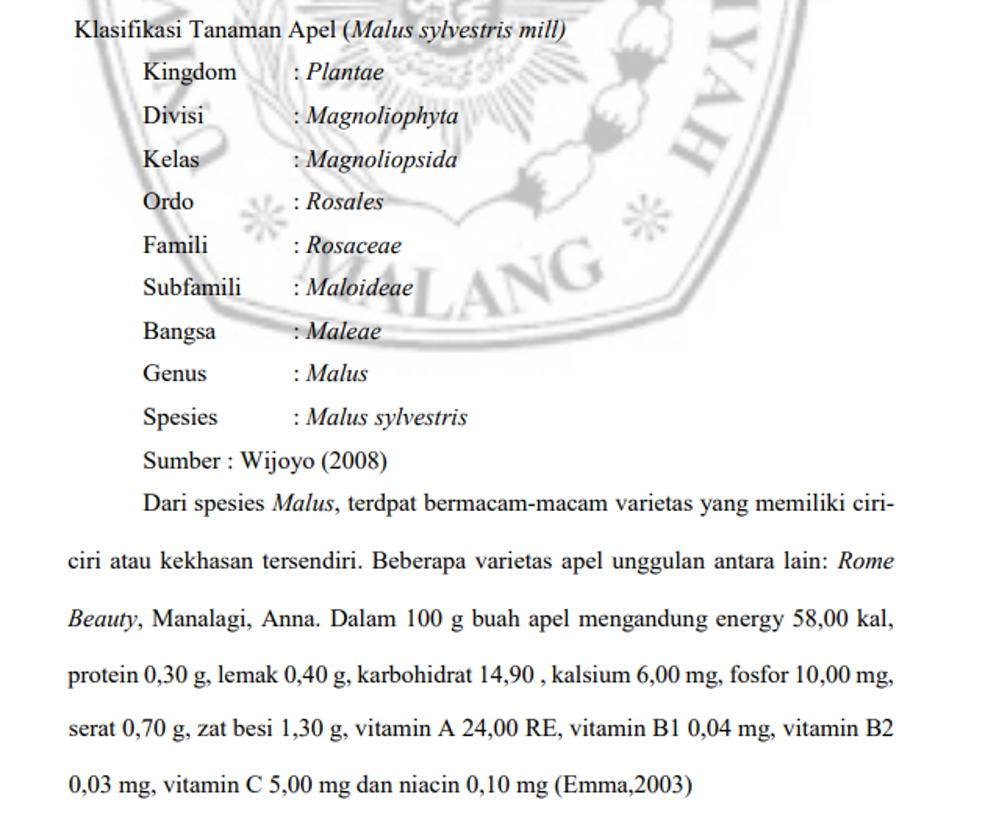 Klasifikasi Tanaman Apel (Malus sylvestris mill)
Kingdom : Plantae
Divisi : Magnoliophyta
Kelas : Magnoliopsida
Ordo : Rosales
Famili : Rosaceae
Subfamili : Maloideae
Bangsa : Maleae
Genus : Malus
Spesies : Malus sylvestris
Sumber : Wijoyo (2008)
Dari spesies Malus, terdpat bermacam-macam varietas yang memiliki ciri-
ciri atau kekhasan tersendiri. Beberapa varietas apel unggulan antara lain: Rome
Beauty, Manalagi, Anna. Dalam 100 g buah apel mengandung energy 58,00 kal,
protein 0,30 g, lemak 0,40 g, karbohidrat 14,90 , kalsium 6,00 mg, fosfor 10,00 mg,
serat 0,70 g, zat besi 1,30 g, vitamin A 24,00 RE, vitamin B1 0,04 mg, vitamin B2
0,03 mg, vitamin C 5,00 mg dan niacin 0,10 mg (Emma,2003)
MALANG